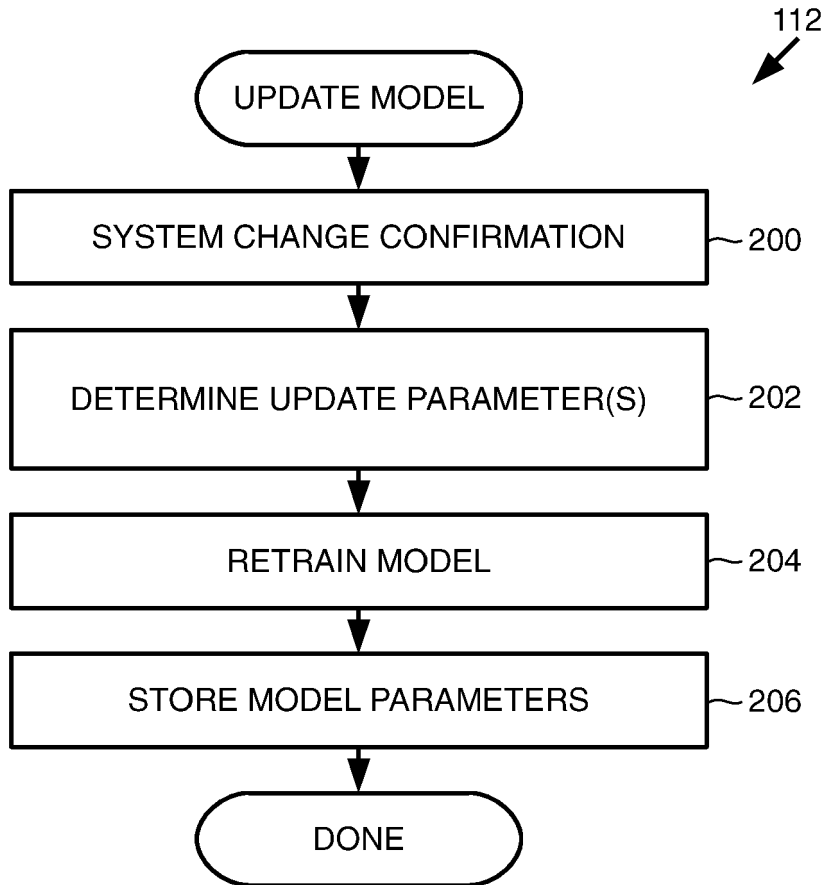 112
UPDATE MODEL
SYSTEM CHANGE CONFIRMATION
200
DETERMINE UPDATE PARAMETER(S)
202
RETRAIN MODEL
204
STORE MODEL PARAMETERS
206
DONE